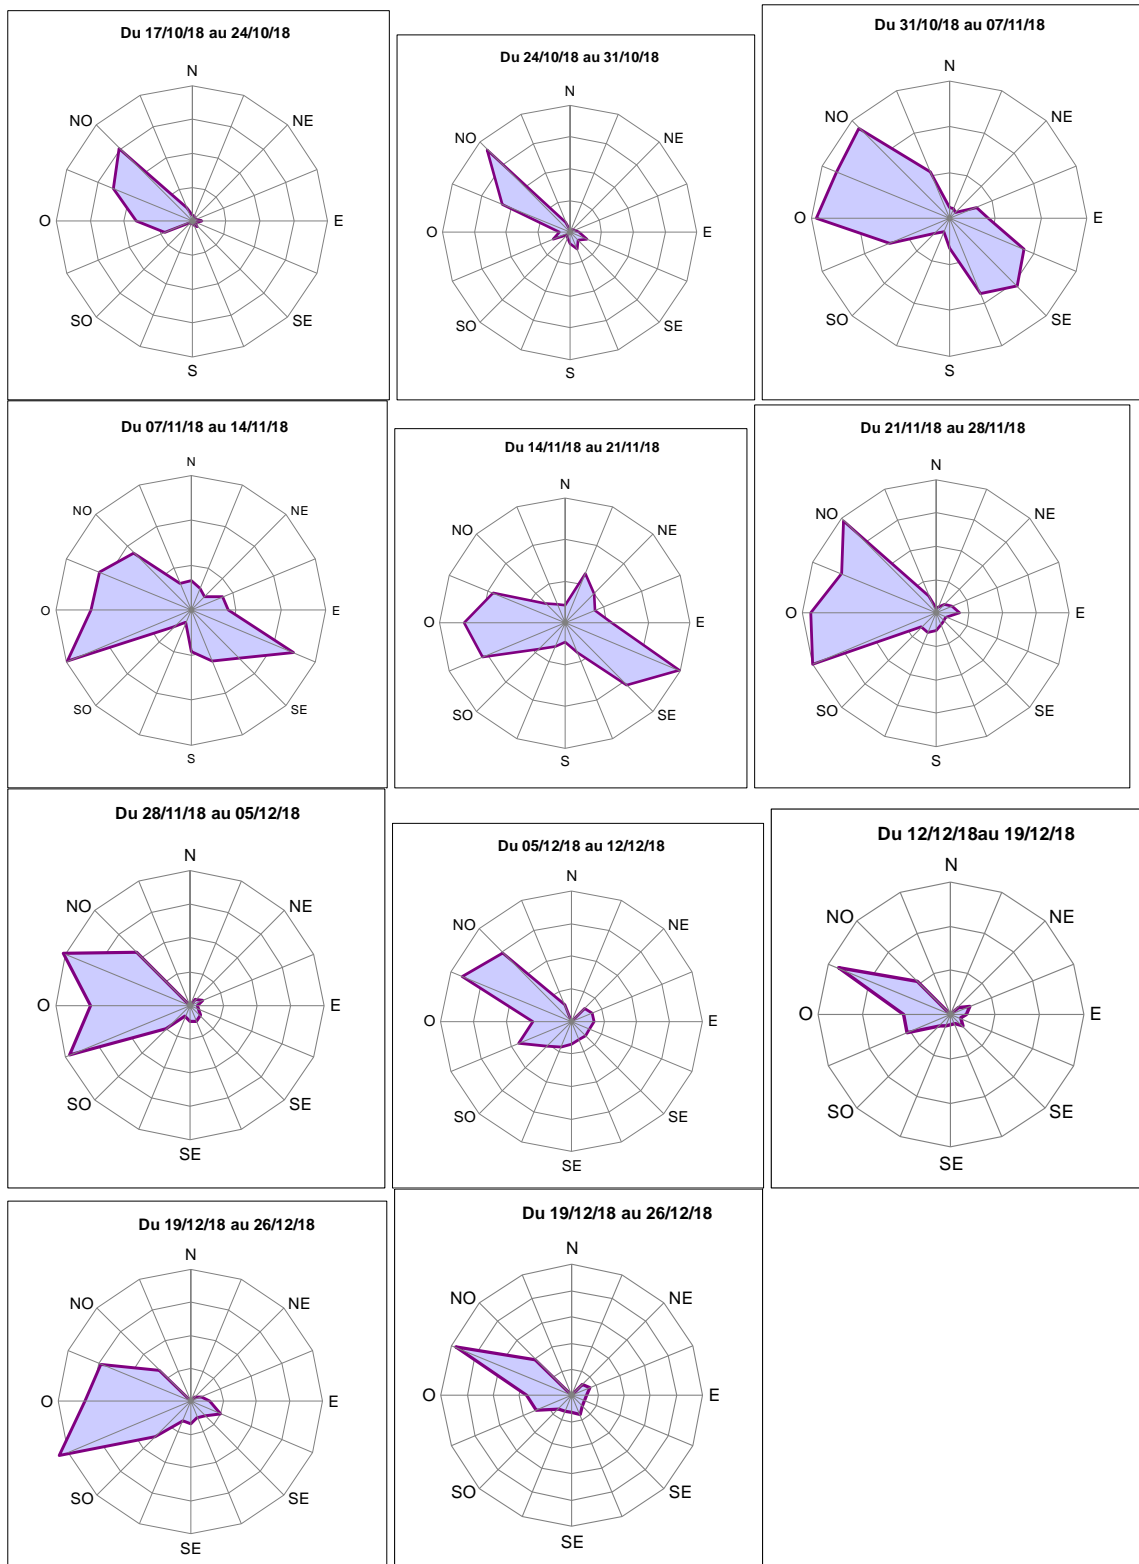 Du 17/10/18 au 24/10/18
N
NO
NE
O
E
SO
SE
S
Du 24/10/18 au 31/10/18
N
NO
NE
O
E
SO
SE
S
Du 31/10/18 au 07/11/18
N
NO
NE
O
E
SO
SE
S
Du 07/11/18 au 14/11/18
N
NO
NE
O
E
SO
SE
S
Du 14/11/18 au 21/11/18
N
NO
NE
O
E
SO
SE
S
Du 21/11/18 au 28/11/18
N
NO
NE
O
E
SO
SE
S
Du 28/11/18 au 05/12/18
N
NO
NE
O
E
SO
SE
SE
Du 05/12/18 au 12/12/18
N
NO
NE
O
E
SO
SE
SE
Du 12/12/18au 19/12/18
N
NO
NE
O
E
SO
SE
SE
Du 19/12/18 au 26/12/18
N
NO
NE
O
E
SO
SE
SE
Du 19/12/18 au 26/12/18
N
NO
NE
O
E
SO
SE
SE